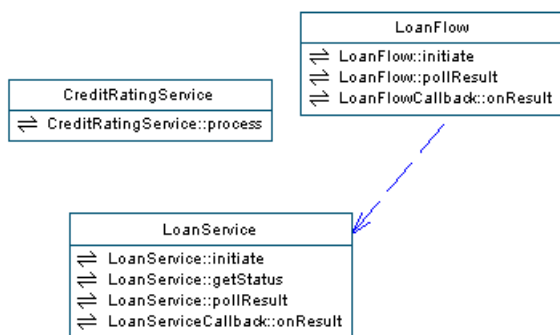 LoanFlow
LoanFlow::initiate
LoanFlow::pollResult
LoanFlowCallback::onResult
CreditRatingService
CreditRatingService::process
LoanService
LoanService::initiate
LoanService::getStatus
LoanService::pollResult
LoanServiceCallback::onResult